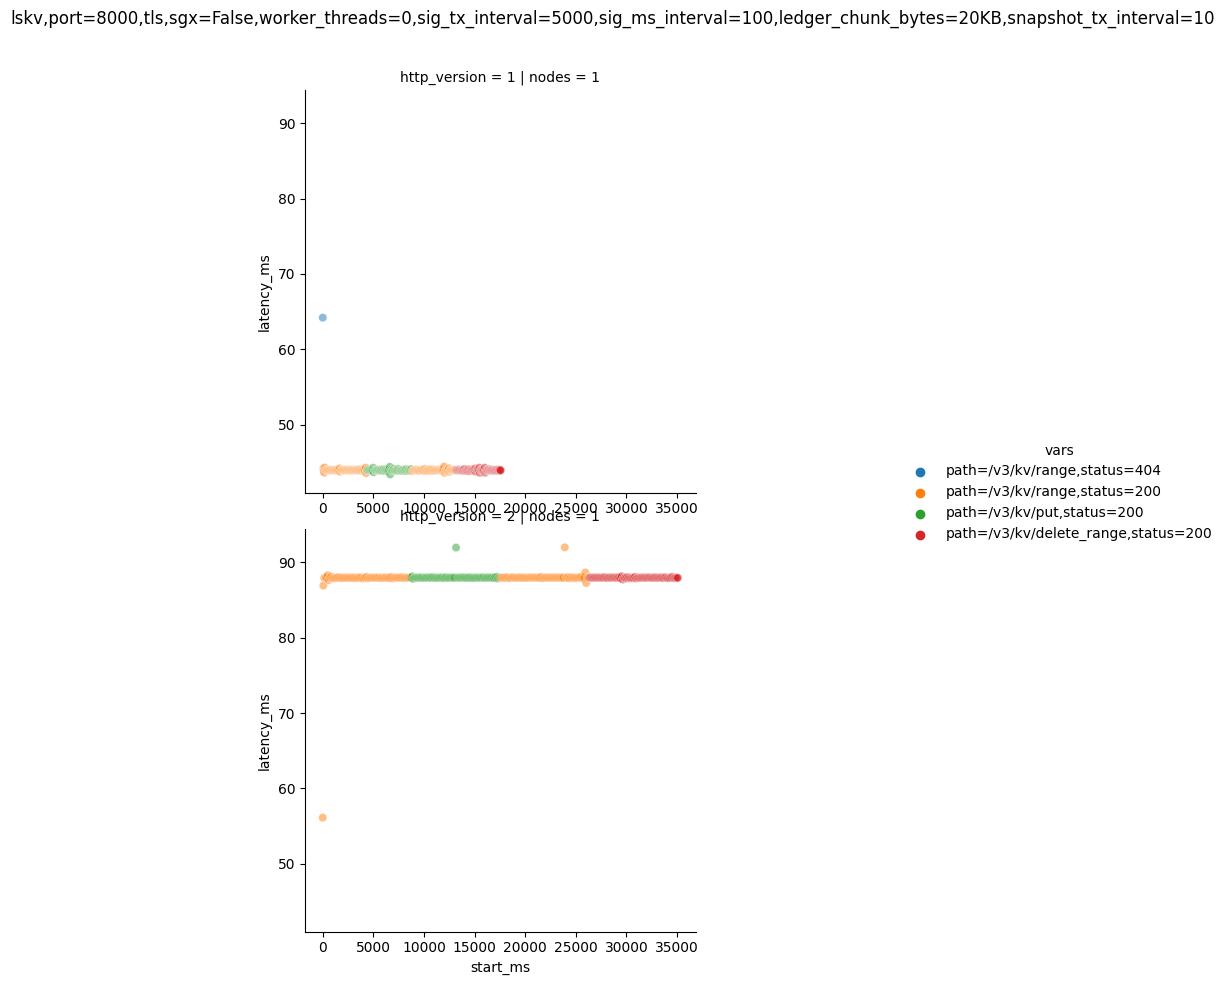 lskv,port=8000,tls,sgx=False,worker_threads=0,sig_tx_interval=5000,sig_ms_interval=100,ledger_chunk_bytes=20KB,snapshot_tx_interval=10
http_version = 1 | nodes = 1
90
80
70
60
50
latency_ms
0 5000 10000 15000 20000 25000 30000 35000
http_version = 2 | nodes = 1
90
80
70
60
50
latency_ms
0 5000 10000 15000 20000 25000 30000 35000
start_ms
vars
path=/v3/kv/range,status=404
path=/v3/kv/range,status=200
path=/v3/kv/put,status=200
path=/v3/kv/delete_range,status=200